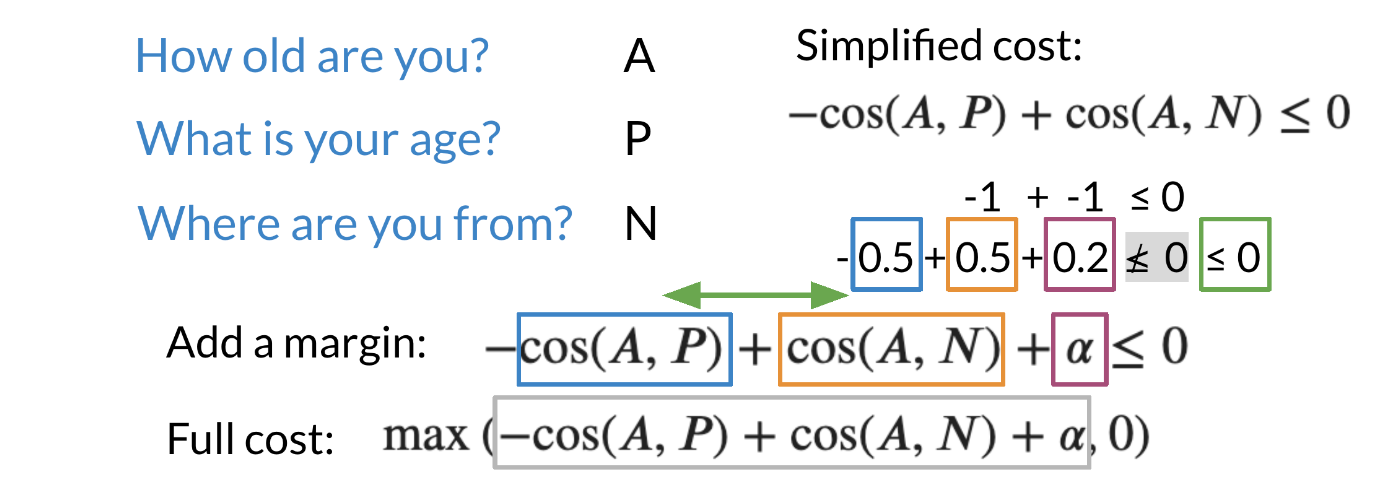 How old are you? A
What is your age? P
Where are you from? N
Simplified cost:
−cos(A, P) + cos(A, N) ≤ 0
-1 + -1 ≤ 0
-0.5+0.5+0.2 ≰ 0 ≤ 0
Add a margin: −cos(A, P) + cos(A, N) + α ≤ 0
Full cost: max (−cos(A, P) + cos(A, N) + α, 0)